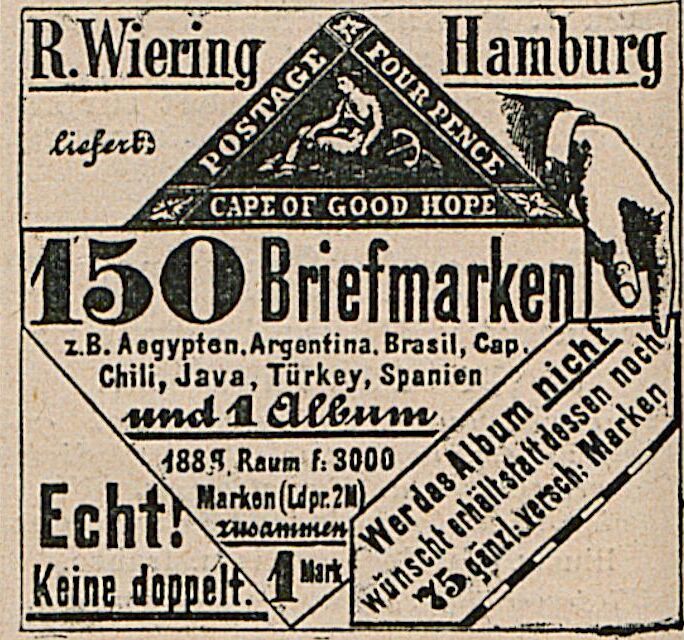 R. Wiering Hamburg
liefert
POSTAGE
FOUR PENCE
CAPE OF GOOD HOPE
150 Briefmarken
z.B. Aegypten, Argentina, Brasil, Cap,
Chili, Java, Türkey, Spanien
und 1 Album
Raum f: 3000
Marken (Ldpr. 2M)
zusammen
1 Mark
Echt!
Keine doppelt.
Wer das Album nicht
wünscht erhält statt dessen noch
75 gänzl: versch: Marken